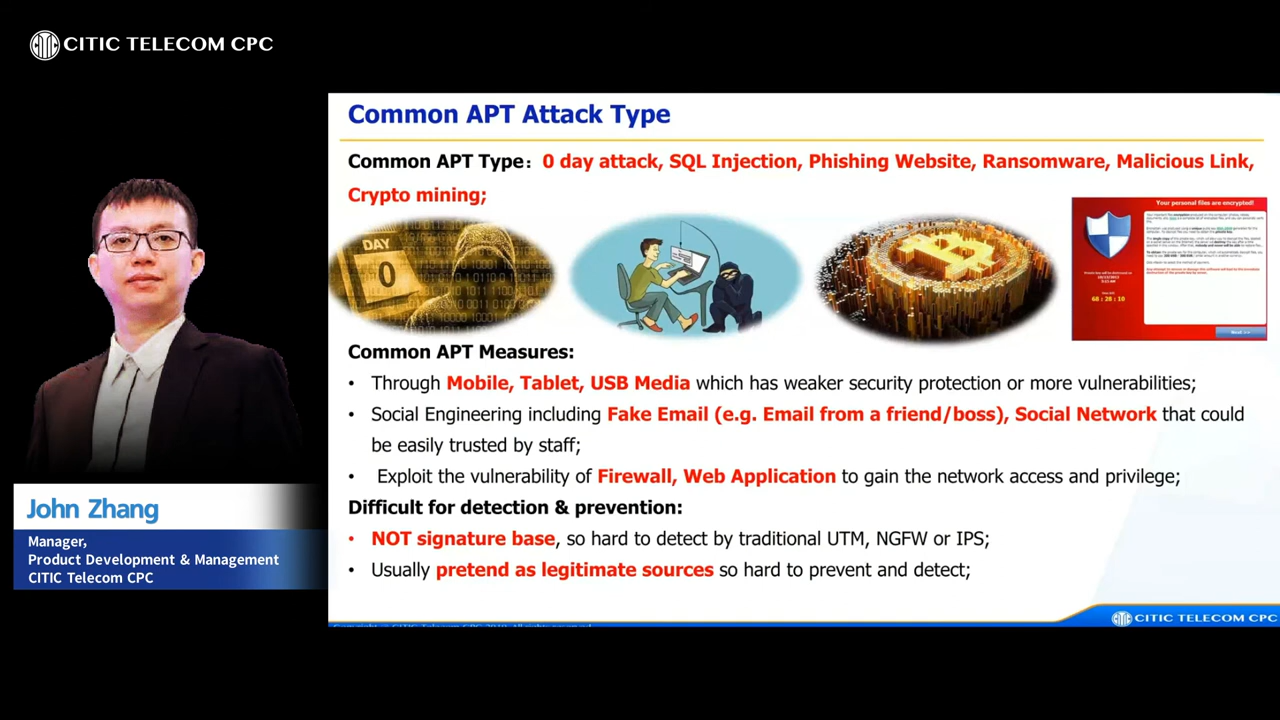 CITIC TELECOM CPC
Common APT Attack Type
Common APT Type: 0 day attack, SQL Injection, Phishing Website, Ransomware, Malicious Link,
Crypto mining;
DAY
0
Your personal files are encrypted!
68 : 28 : 10
Next >>
Common APT Measures:
• Through Mobile, Tablet, USB Media which has weaker security protection or more vulnerabilities;
• Social Engineering including Fake Email (e.g. Email from a friend/boss), Social Network that could
be easily trusted by staff;
• Exploit the vulnerability of Firewall, Web Application to gain the network access and privilege;
Difficult for detection & prevention:
• NOT signature base, so hard to detect by traditional UTM, NGFW or IPS;
• Usually pretend as legitimate sources so hard to prevent and detect;
John Zhang
Manager,
Product Development & Management
CITIC Telecom CPC
CITIC TELECOM CPC